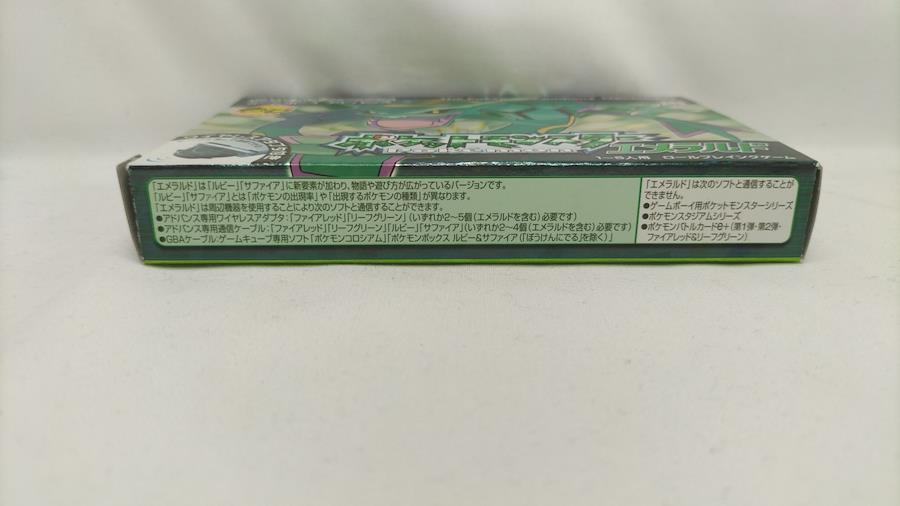 ポケットモンスター
エメラルド
1~5人用 ロールプレイングゲーム
「エメラルド」は「ルビー」「サファイア」に新要素が加わり、物語や遊び方が広がっているバージョンです。
「ルビー」「サファイア」とは「ポケモンの出現率」や「出現するポケモンの種類」が異なります。
「エメラルド」は周辺機器を使用することにより次のソフトと通信することができます。
●アドバンス専用ワイヤレスアダプタ:「ファイアレッド」「リーフグリーン」(いずれか2~5個(エメラルドを含む)必要です)
●アドバンス専用通信ケーブル:「ファイアレッド」「リーフグリーン」「ルビー」「サファイア」(いずれか2~4個(エメラルドを含む)必要です)
●GBAケーブル:ゲームキューブ専用ソフト「ポケモンコロシアム」「ポケモンボックス ルビー&サファイア(「ぼうけんにでる」を除く)」
「エメラルド」は次のソフトと通信することが
できません。
●ゲームボーイ用ポケットモンスターシリーズ
●ポケモンスタジアムシリーズ
●ポケモンバトルカードe+(第1弾・第2弾・
ファイアレッド&リーフグリーン)